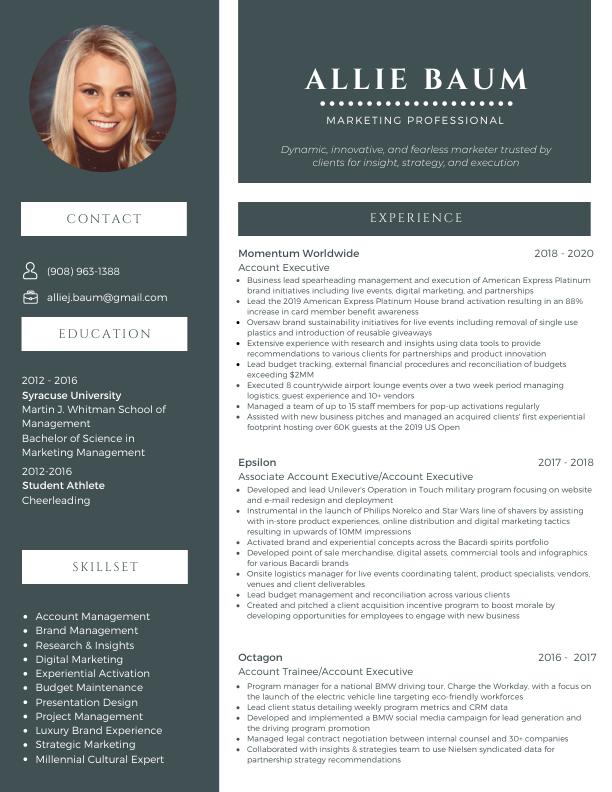 ALLIE BAUM
MARKETING PROFESSIONAL
Dynamic, innovative, and fearless marketer trusted by
clients for insight, strategy, and execution
CONTACT
(908) 963-1388
alliej.baum@gmail.com
EDUCATION
2012 - 2016
Syracuse University
Martin J. Whitman School of
Management
Bachelor of Science in
Marketing Management
2012-2016
Student Athlete
Cheerleading
SKILLSET
• Account Management
• Brand Management
• Research & Insights
• Digital Marketing
• Experiential Activation
• Budget Maintenance
• Presentation Design
• Project Management
• Luxury Brand Experience
• Strategic Marketing
• Millennial Cultural Expert
EXPERIENCE
Momentum Worldwide 2018 - 2020
Account Executive
• Business lead spearheading management and execution of American Express Platinum
brand initiatives including live events, digital marketing, and partnerships
• Lead the 2019 American Express Platinum House brand activation resulting in an 88%
increase in card member benefit awareness
• Oversaw brand sustainability initiatives for live events including removal of single use
plastics and introduction of reusable giveaways
• Extensive experience with research and insights using data tools to provide
recommendations to various clients for partnerships and product innovation
• Lead budget tracking, external financial procedures and reconciliation of budgets
exceeding $2MM
• Executed 8 countrywide airport lounge events over a two week period managing
logistics, guest experience and 10+ vendors
• Managed a team of up to 15 staff members for pop-up activations regularly
• Assisted with new business pitches and managed an acquired clients' first experiential
footprint hosting over 60K guests at the 2019 US Open
Epsilon 2017 - 2018
Associate Account Executive/Account Executive
• Developed and lead Unilever's Operation in Touch military program focusing on website
and e-mail redesign and deployment
• Instrumental in the launch of Philips Norelco and Star Wars line of shavers by assisting
with in-store product experiences, online distribution and digital marketing tactics
resulting in upwards of 10MM impressions
• Activated brand and experiential concepts across the Bacardi spirits portfolio
• Developed point of sale merchandise, digital assets, commercial tools and infographics
for various Bacardi brands
• Onsite logistics manager for live events coordinating talent, product specialists, vendors,
venues and client deliverables
• Lead budget management and reconciliation across various clients
• Created and pitched a client acquisition incentive program to boost morale by
developing opportunities for employees to engage with new business
Octagon 2016 - 2017
Account Trainee/Account Executive
• Program manager for a national BMW driving tour, Charge the Workday, with a focus on
the launch of the electric vehicle line targeting eco-friendly workforces
• Lead client status detailing weekly program metrics and CRM data
• Developed and implemented a BMW social media campaign for lead generation and
the driving program promotion
• Managed legal contract negotiation between internal counsel and 30+ companies
• Collaborated with insights & strategies team to use Nielsen syndicated data for
partnership strategy recommendations